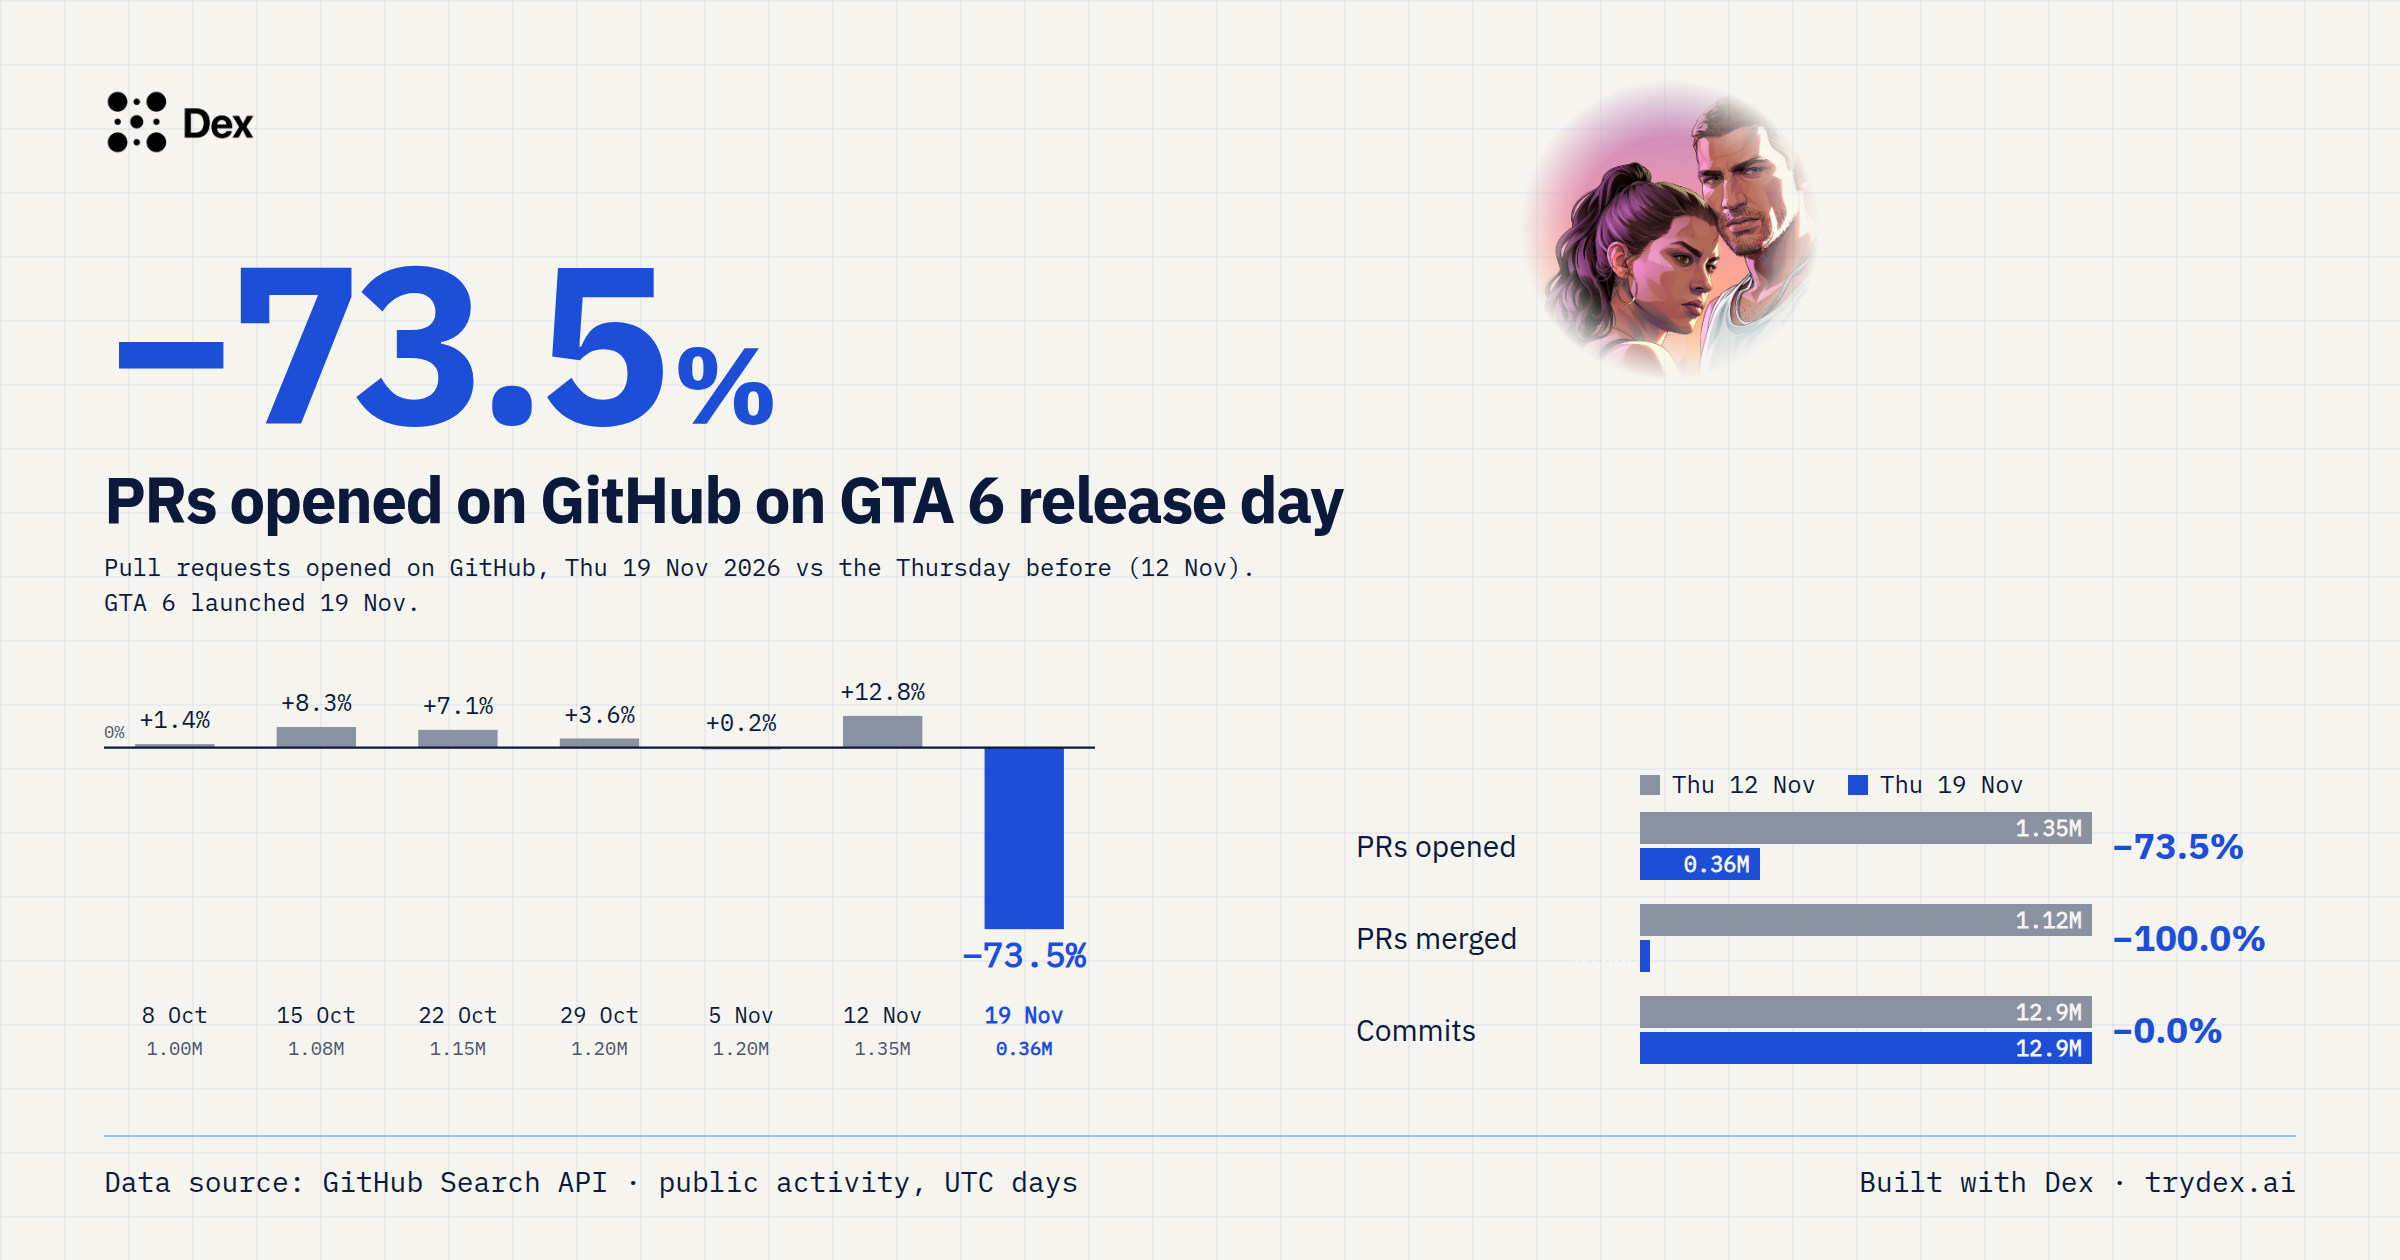 Dex
−73.5%
PRs opened on GitHub on GTA 6 release day
Pull requests opened on GitHub, Thu 19 Nov 2026 vs the Thursday before (12 Nov).
GTA 6 launched 19 Nov.
0% +1.4% +8.3% +7.1% +3.6% +0.2% +12.8%
−73.5%
8 Oct 15 Oct 22 Oct 29 Oct 5 Nov 12 Nov 19 Nov
1.00M 1.08M 1.15M 1.20M 1.20M 1.35M 0.36M
Thu 12 Nov Thu 19 Nov
PRs opened 1.35M 0.36M −73.5%
PRs merged 1.12M −100.0%
Commits 12.9M 12.9M −0.0%
Data source: GitHub Search API · public activity, UTC days
Built with Dex · trydex.ai